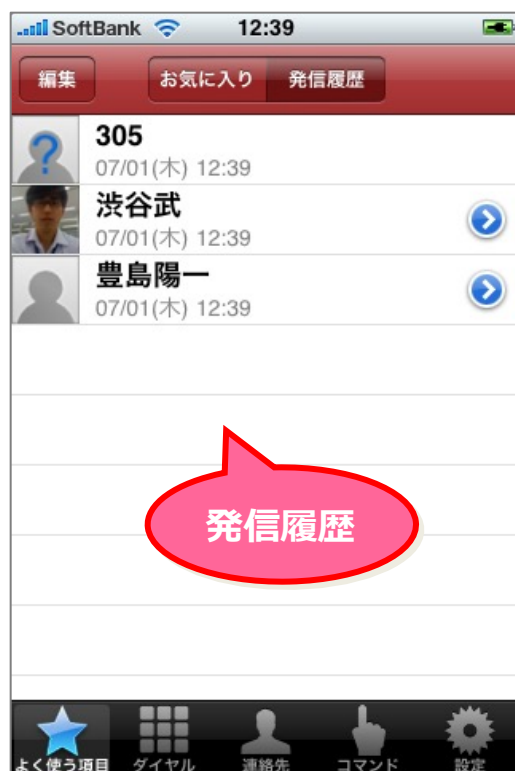 SoftBank 12:39
編集 お気に入り 発信履歴
305
07/01(木) 12:39
渋谷武
07/01(木) 12:39
豊島陽一
07/01(木) 12:39
発信履歴
よく使う項目 ダイヤル 連絡先 コマンド 設定